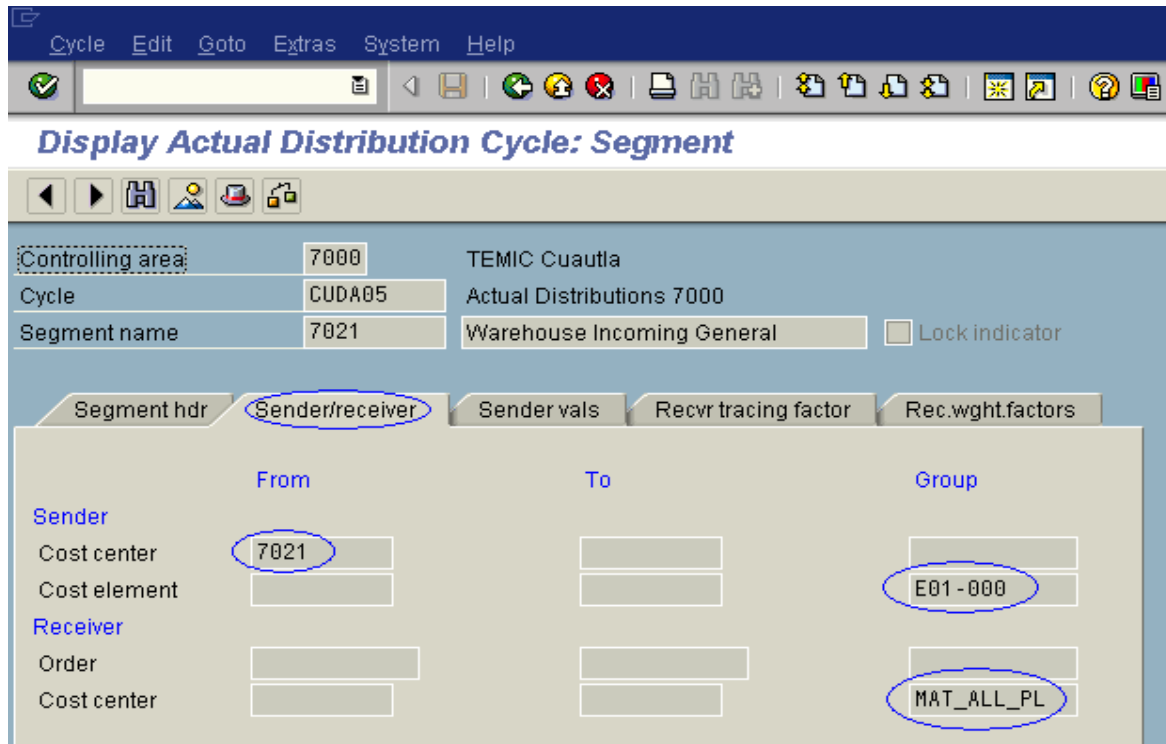 Cycle Edit Goto Extras System Help
Display Actual Distribution Cycle: Segment
Controlling area 7000 TEMIC Cuautla
Cycle CUDA05 Actual Distributions 7000
Segment name 7021 Warehouse Incoming General Lock indicator
Segment hdr Sender/receiver Sender vals Recvr tracing factor Rec.wght.factors
From To Group
Sender
Cost center 7021
Cost element E01-000
Receiver
Order
Cost center MAT_ALL_PL